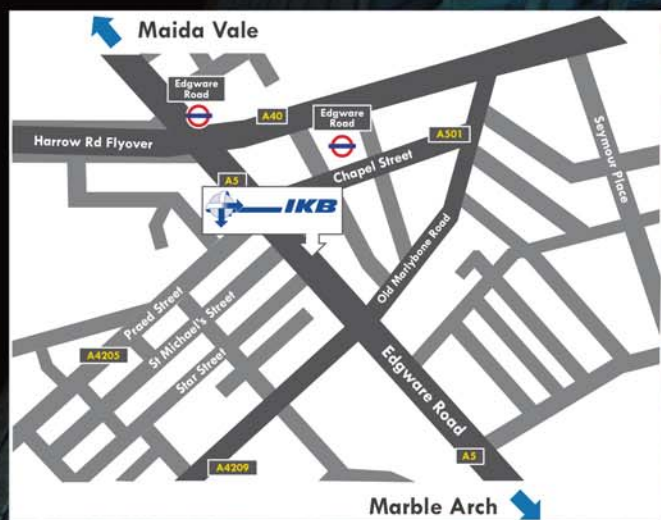 Maida Vale
Edgware
Road
A40
Edgware
Road
A501
Harrow Rd Flyover
Chapel Street
Seymour Place
A5
IKB
Old Marlybone Road
Praed Street
St Michael's Street
A4205
Star Street
Edgware Road
A4209
A5
Marble Arch